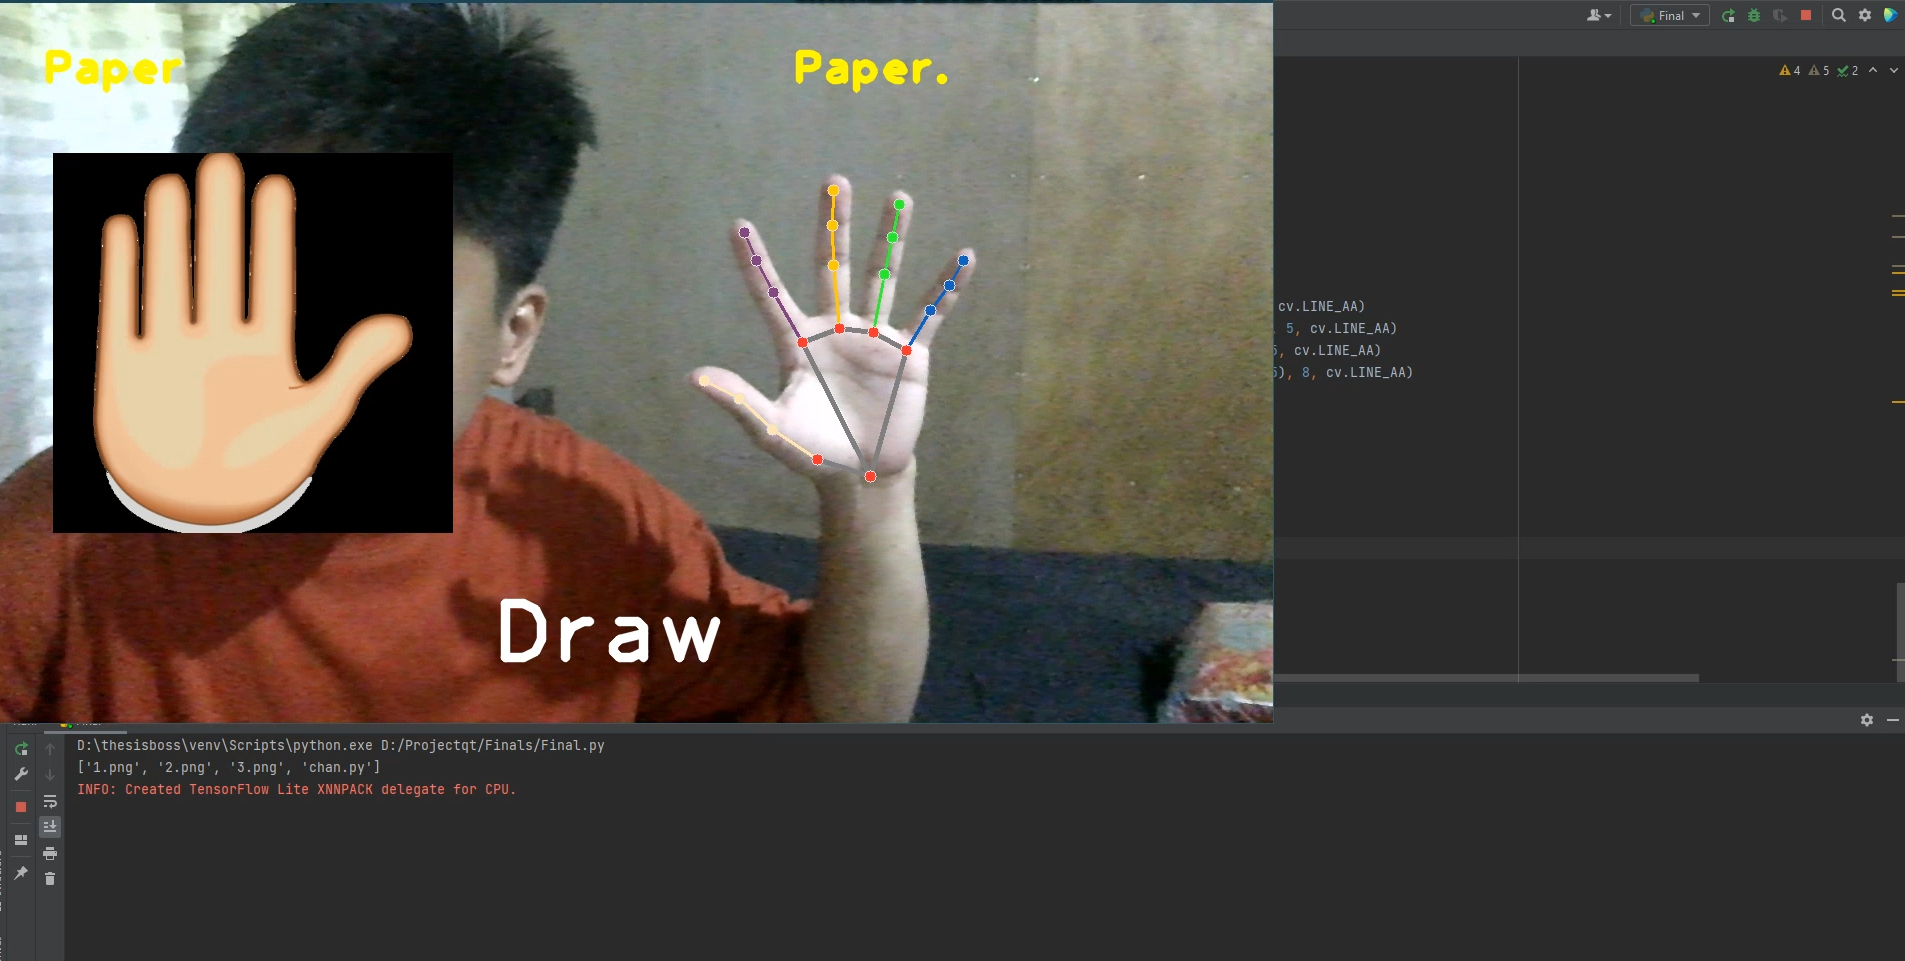 Final
4 5 2
Paper Paper.
cv.LINE_AA)
5, cv.LINE_AA)
, cv.LINE_AA)
), 8, cv.LINE_AA)
Draw
D:\thesisboss\venv\Scripts\python.exe D:/Projectqt/Finals/Final.py
['1.png', '2.png', '3.png', 'chan.py']
INFO: Created TensorFlow Lite XNNPACK delegate for CPU.